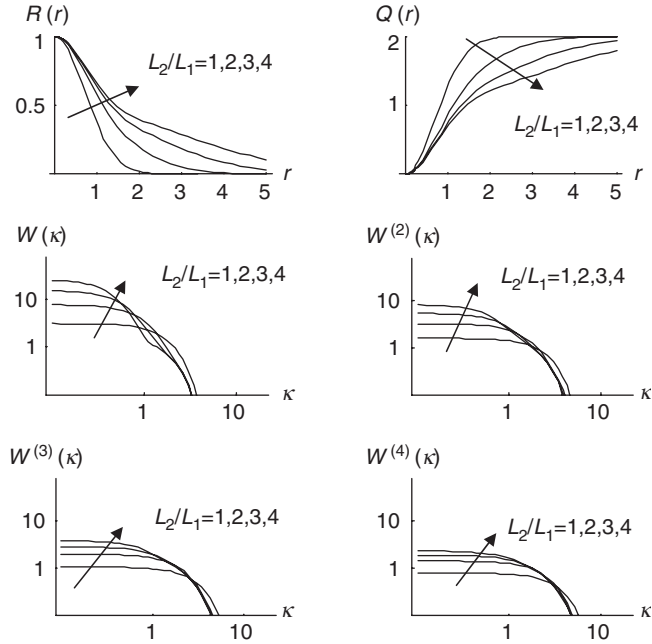 R (r)
1
0.5
L₂/L₁=1,2,3,4
1 2 3 4 5 r
Q (r)
2
1
L₂/L₁=1,2,3,4
1 2 3 4 5 r
W (κ)
10
1
L₂/L₁=1,2,3,4
1 10 κ
W ⁽²⁾ (κ)
10
1
L₂/L₁=1,2,3,4
1 10 κ
W ⁽³⁾ (κ)
10
1
L₂/L₁=1,2,3,4
1 10 κ
W ⁽⁴⁾ (κ)
10
1
L₂/L₁=1,2,3,4
1 10 κ